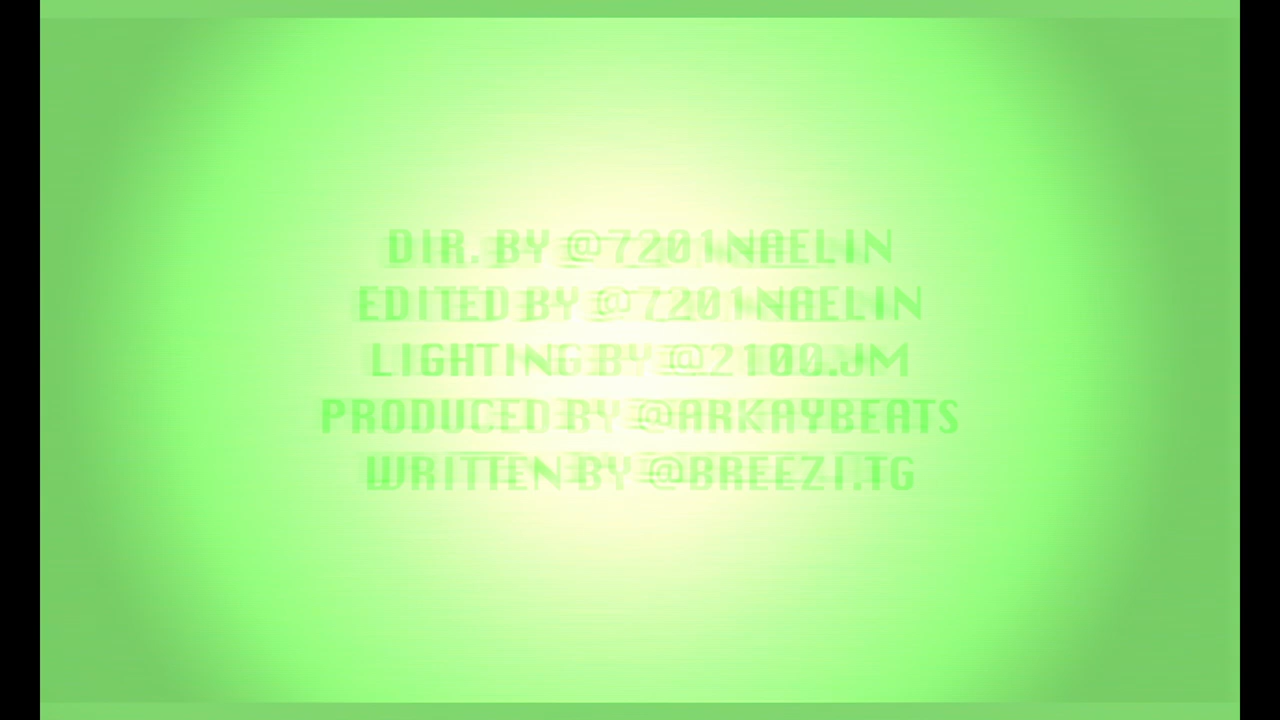 DIR. BY @7201NAELIN
EDITED BY @7201NAELIN
LIGHTING BY @2100.JM
PRODUCED BY @ARKAYBEATS
WRITTEN BY @BREEZI.TG